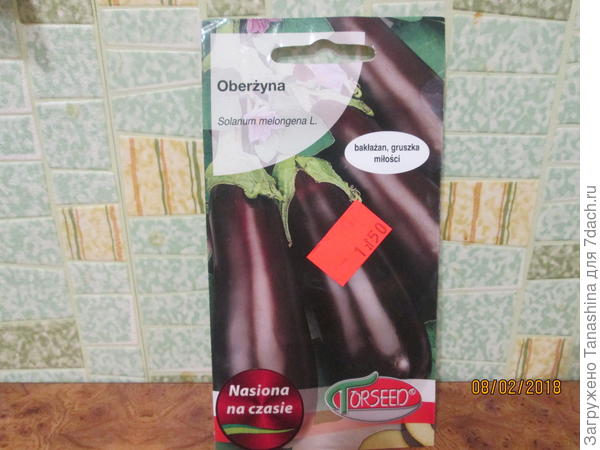 Oberżyna
Solanum melongena L.
bakłażan, gruszka
miłości
1 zł 50
Nasiona
na czasie
TORSEED®
08/02/2018
Загружено Tanashina для 7dach.ru